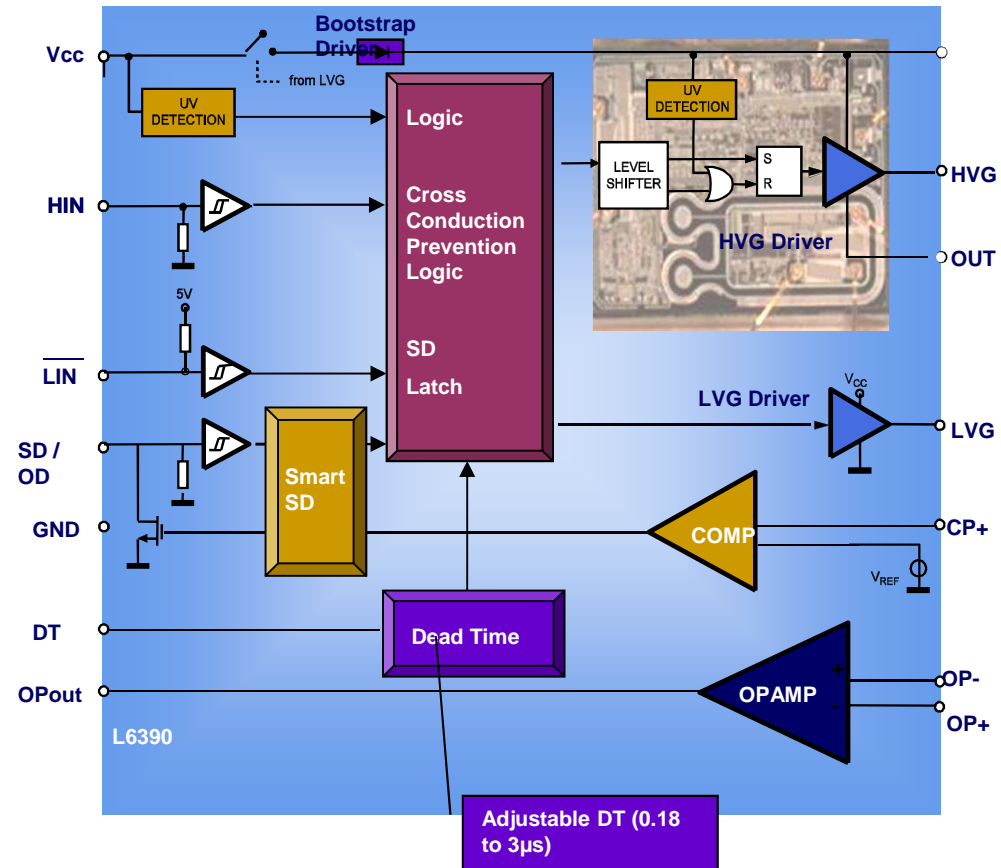 Bootstrap
Driver
Vcc
from LVG
UV
DETECTION
Logic
UV
DETECTION
LEVEL
SHIFTER
S
R
HVG
HIN
Cross
Conduction
Prevention
Logic
HVG Driver
OUT
5V
LIN
SD
Latch
LVG Driver
Vcc
LVG
SD /
OD
Smart
SD
GND
COMP
CP+
VREF
DT
Dead Time
OPout
OPAMP
+
-
OP-
OP+
L6390
Adjustable DT (0.18
to 3µs)